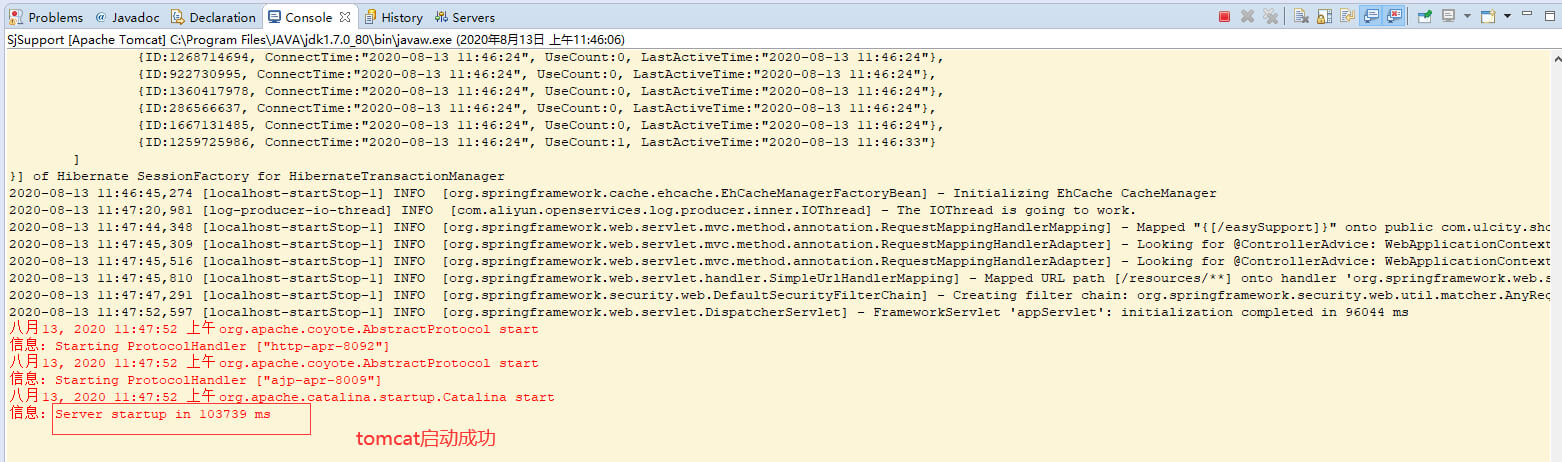 Problems @ Javadoc Declaration Console History Servers
SjSupport [Apache Tomcat] C:\Program Files\JAVA\jdk1.7.0_80\bin\javaw.exe (2020年8月13日 上午11:46:06)
{ID:1268714694, ConnectTime:"2020-08-13 11:46:24", UseCount:0, LastActiveTime:"2020-08-13 11:46:24"},
{ID:922730995, ConnectTime:"2020-08-13 11:46:24", UseCount:0, LastActiveTime:"2020-08-13 11:46:24"},
{ID:1360417978, ConnectTime:"2020-08-13 11:46:24", UseCount:0, LastActiveTime:"2020-08-13 11:46:24"},
{ID:286566637, ConnectTime:"2020-08-13 11:46:24", UseCount:0, LastActiveTime:"2020-08-13 11:46:24"},
{ID:1667131485, ConnectTime:"2020-08-13 11:46:24", UseCount:0, LastActiveTime:"2020-08-13 11:46:24"},
{ID:1259725986, ConnectTime:"2020-08-13 11:46:24", UseCount:1, LastActiveTime:"2020-08-13 11:46:33"}
]
}] of Hibernate SessionFactory for HibernateTransactionManager
2020-08-13 11:46:45,274 [localhost-startStop-1] INFO [org.springframework.cache.ehcache.EhCacheManagerFactoryBean] - Initializing EhCache CacheManager
2020-08-13 11:47:20,981 [log-producer-io-thread] INFO [com.aliyun.openservices.log.producer.inner.IOThread] - The IOThread is going to work.
2020-08-13 11:47:44,348 [localhost-startStop-1] INFO [org.springframework.web.servlet.mvc.method.annotation.RequestMappingHandlerMapping] - Mapped "{[/easySupport]}" onto public com.ulcity.sho
2020-08-13 11:47:45,309 [localhost-startStop-1] INFO [org.springframework.web.servlet.mvc.method.annotation.RequestMappingHandlerAdapter] - Looking for @ControllerAdvice: WebApplicationContext
2020-08-13 11:47:45,516 [localhost-startStop-1] INFO [org.springframework.web.servlet.mvc.method.annotation.RequestMappingHandlerAdapter] - Looking for @ControllerAdvice: WebApplicationContext
2020-08-13 11:47:45,810 [localhost-startStop-1] INFO [org.springframework.web.servlet.handler.SimpleUrlHandlerMapping] - Mapped URL path [/resources/**] onto handler 'org.springframework.web.s
2020-08-13 11:47:47,291 [localhost-startStop-1] INFO [org.springframework.security.web.DefaultSecurityFilterChain] - Creating filter chain: org.springframework.security.web.util.matcher.AnyReq
2020-08-13 11:47:52,597 [localhost-startStop-1] INFO [org.springframework.web.servlet.DispatcherServlet] - FrameworkServlet 'appServlet': initialization completed in 96044 ms
八月 13, 2020 11:47:52 上午 org.apache.coyote.AbstractProtocol start
信息: Starting ProtocolHandler ["http-apr-8092"]
八月 13, 2020 11:47:52 上午 org.apache.coyote.AbstractProtocol start
信息: Starting ProtocolHandler ["ajp-apr-8009"]
八月 13, 2020 11:47:52 上午 org.apache.catalina.startup.Catalina start
信息: Server startup in 103739 ms
tomcat启动成功